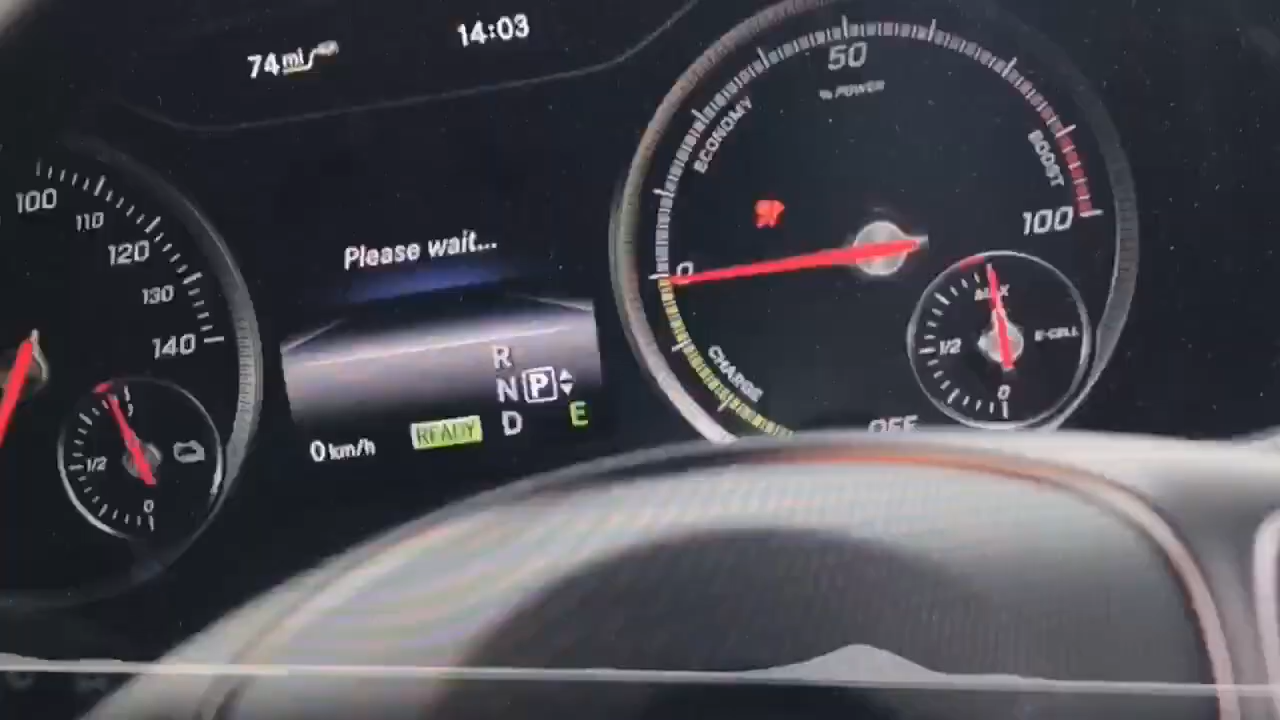 74 mi
14:03
50
% POWER
ECONOMY
BOOST
100
100
110
120
130
140
Please wait...
0
MAX
1/2
E-CELL
0
CHARGE
OFF
R
N P
D
E
READY
0 km/h
1/2
0